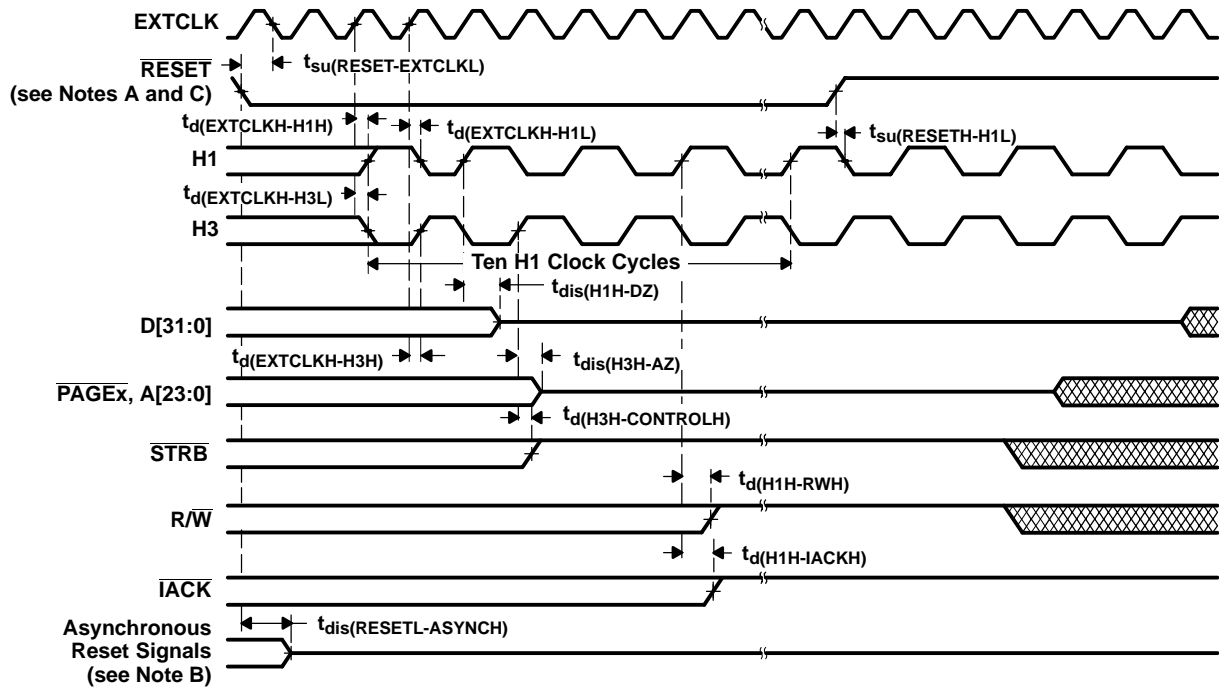 EXTCLK
tsu(RESET-EXTCLKL)
RESET
(see Notes A and C)
td(EXTCLKH-H1H)
td(EXTCLKH-H1L)
tsu(RESETH-H1L)
H1
td(EXTCLKH-H3L)
H3
Ten H1 Clock Cycles
tdis(H1H-DZ)
D[31:0]
td(EXTCLKH-H3H)
tdis(H3H-AZ)
PAGEx, A[23:0]
td(H3H-CONTROLH)
STRB
td(H1H-RWH)
R/W
td(H1H-IACKH)
IACK
tdis(RESETL-ASYNCH)
Asynchronous
Reset Signals
(see Note B)